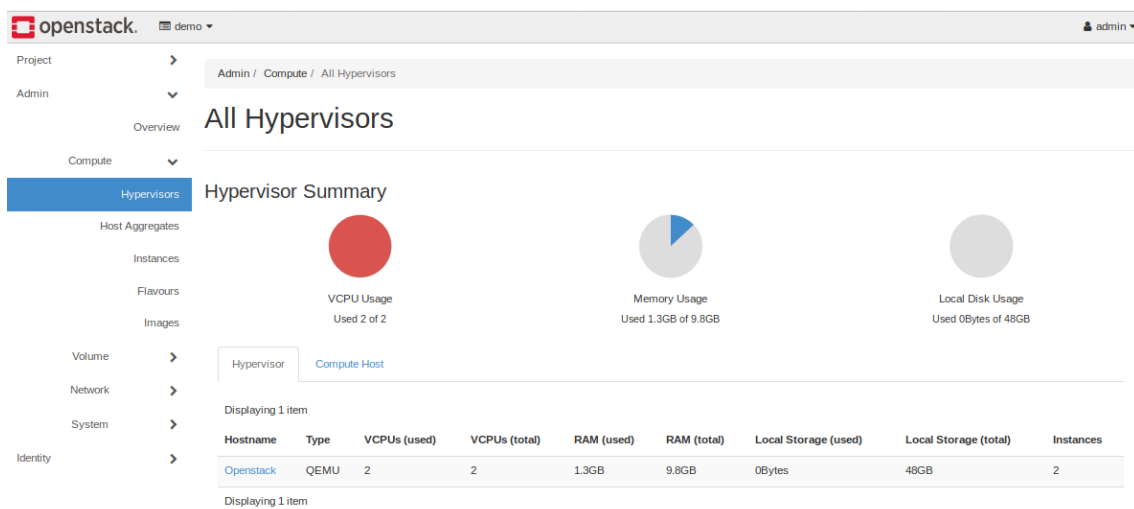 openstack. demo admin
Project
Admin
Overview
Compute
Hypervisors
Host Aggregates
Instances
Flavours
Images
Volume
Network
System
Identity
Admin / Compute / All Hypervisors
All Hypervisors
Hypervisor Summary
VCPU Usage
Used 2 of 2
Memory Usage
Used 1.3GB of 9.8GB
Local Disk Usage
Used 0Bytes of 48GB
Hypervisor Compute Host
Displaying 1 item
Hostname Type VCPUs (used) VCPUs (total) RAM (used) RAM (total) Local Storage (used) Local Storage (total) Instances
Openstack QEMU 2 2 1.3GB 9.8GB 0Bytes 48GB 2
Displaying 1 item